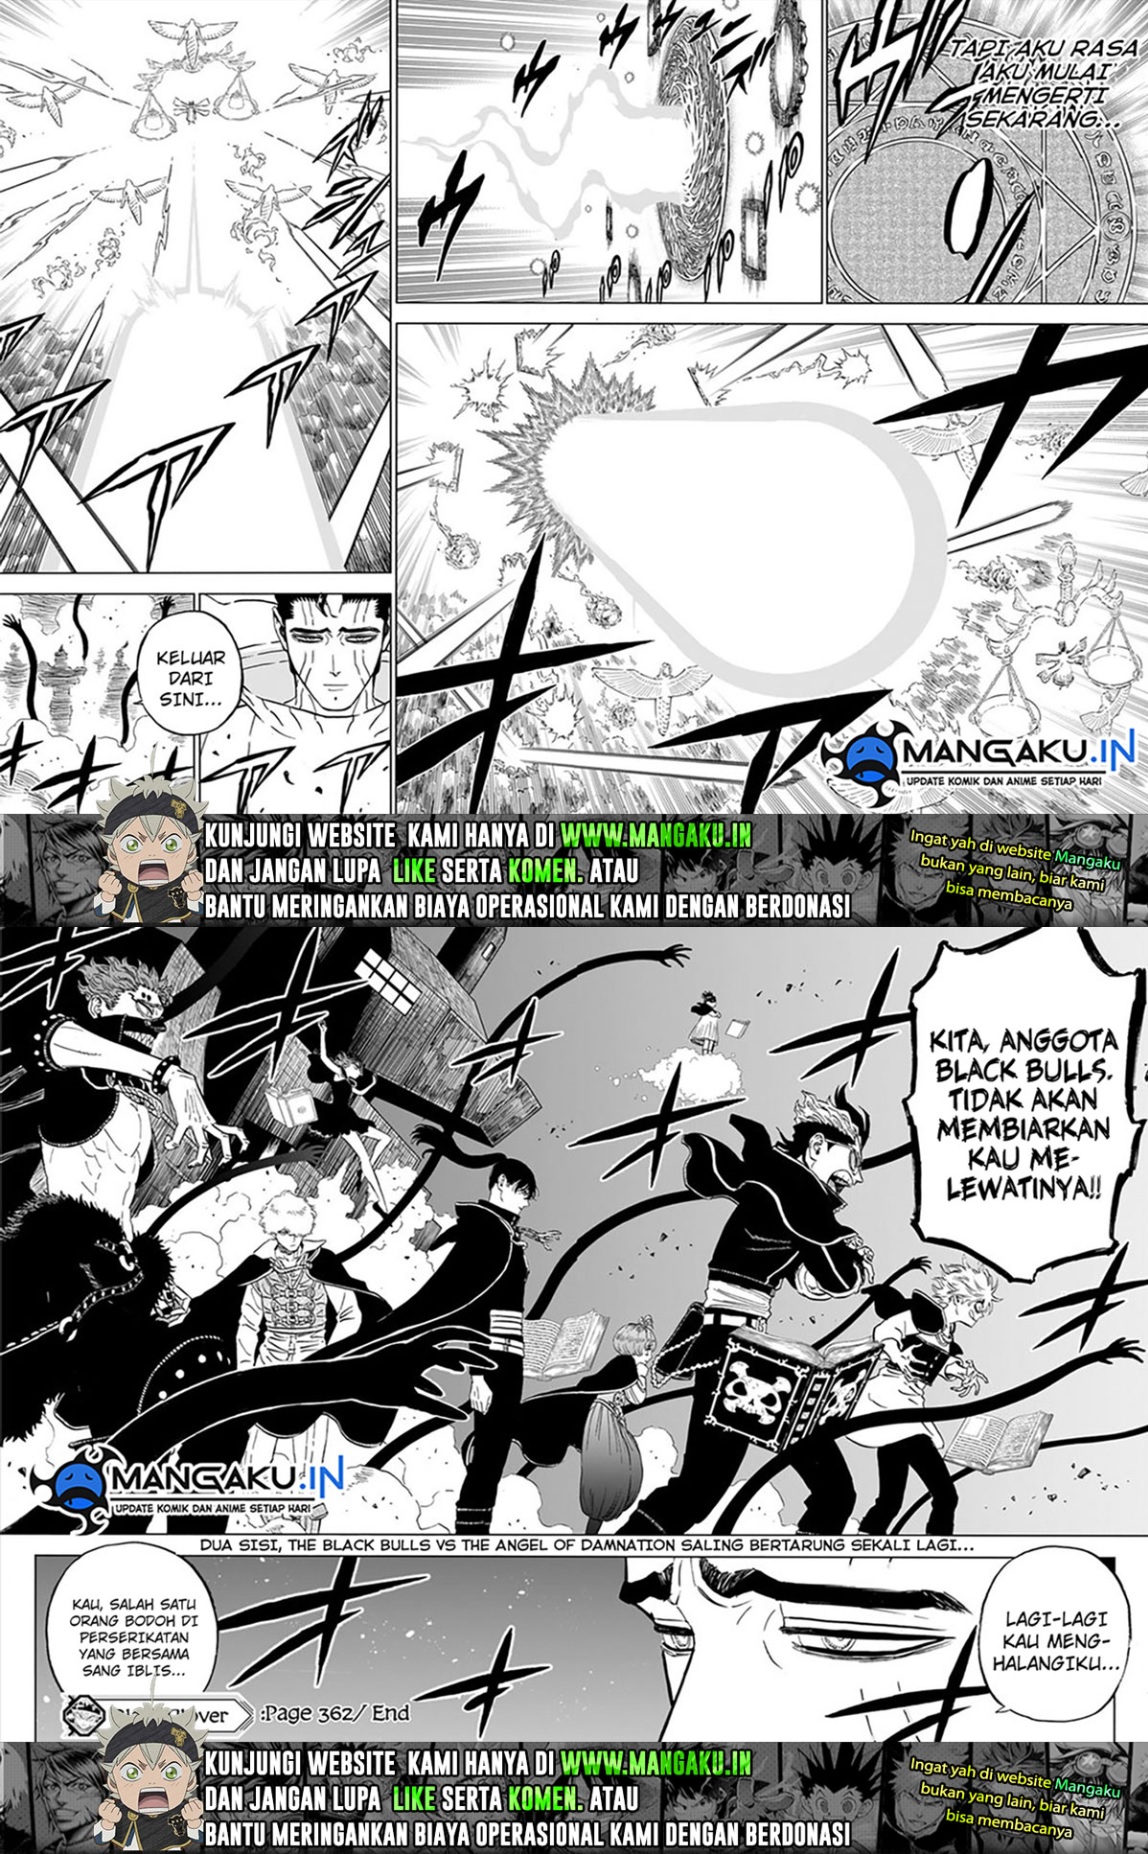 TAPI AKU RASA
AKU MULAI
MENGERTI
SEKARANG...
KELUAR
DARI
SINI...
MANGAKU.IN
UPDATE KOMIK DAN ANIME SETIAP HARI
KUNJUNGI WEBSITE KAMI HANYA DI WWW.MANGAKU.IN
DAN JANGAN LUPA LIKE SERTA KOMEN. ATAU
BANTU MERINGANKAN BIAYA OPERASIONAL KAMI DENGAN BERDONASI
Ingat yah di website Mangaku
bukan yang lain, biar kami
bisa membacanya
KITA, ANGGOTA
BLACK BULLS.
TIDAK AKAN
MEMBIARKAN
KAU ME-
LEWATINYA!!
MANGAKU.IN
UPDATE KOMIK DAN ANIME SETIAP HARI
DUA SISI, THE BLACK BULLS VS THE ANGEL OF DAMNATION SALING BERTARUNG SEKALI LAGI...
LAGI-LAGI
KAU MENG-
HALANGIKU...
KAU, SALAH SATU
ORANG BODOH DI
PERSERIKATAN
YANG BERSAMA
SANG IBLIS...
:Page 362/ End
KUNJUNGI WEBSITE KAMI HANYA DI WWW.MANGAKU.IN
DAN JANGAN LUPA LIKE SERTA KOMEN. ATAU
BANTU MERINGANKAN BIAYA OPERASIONAL KAMI DENGAN BERDONASI
Ingat yah di website Mangaku
bukan yang lain, biar kami
bisa membacanya